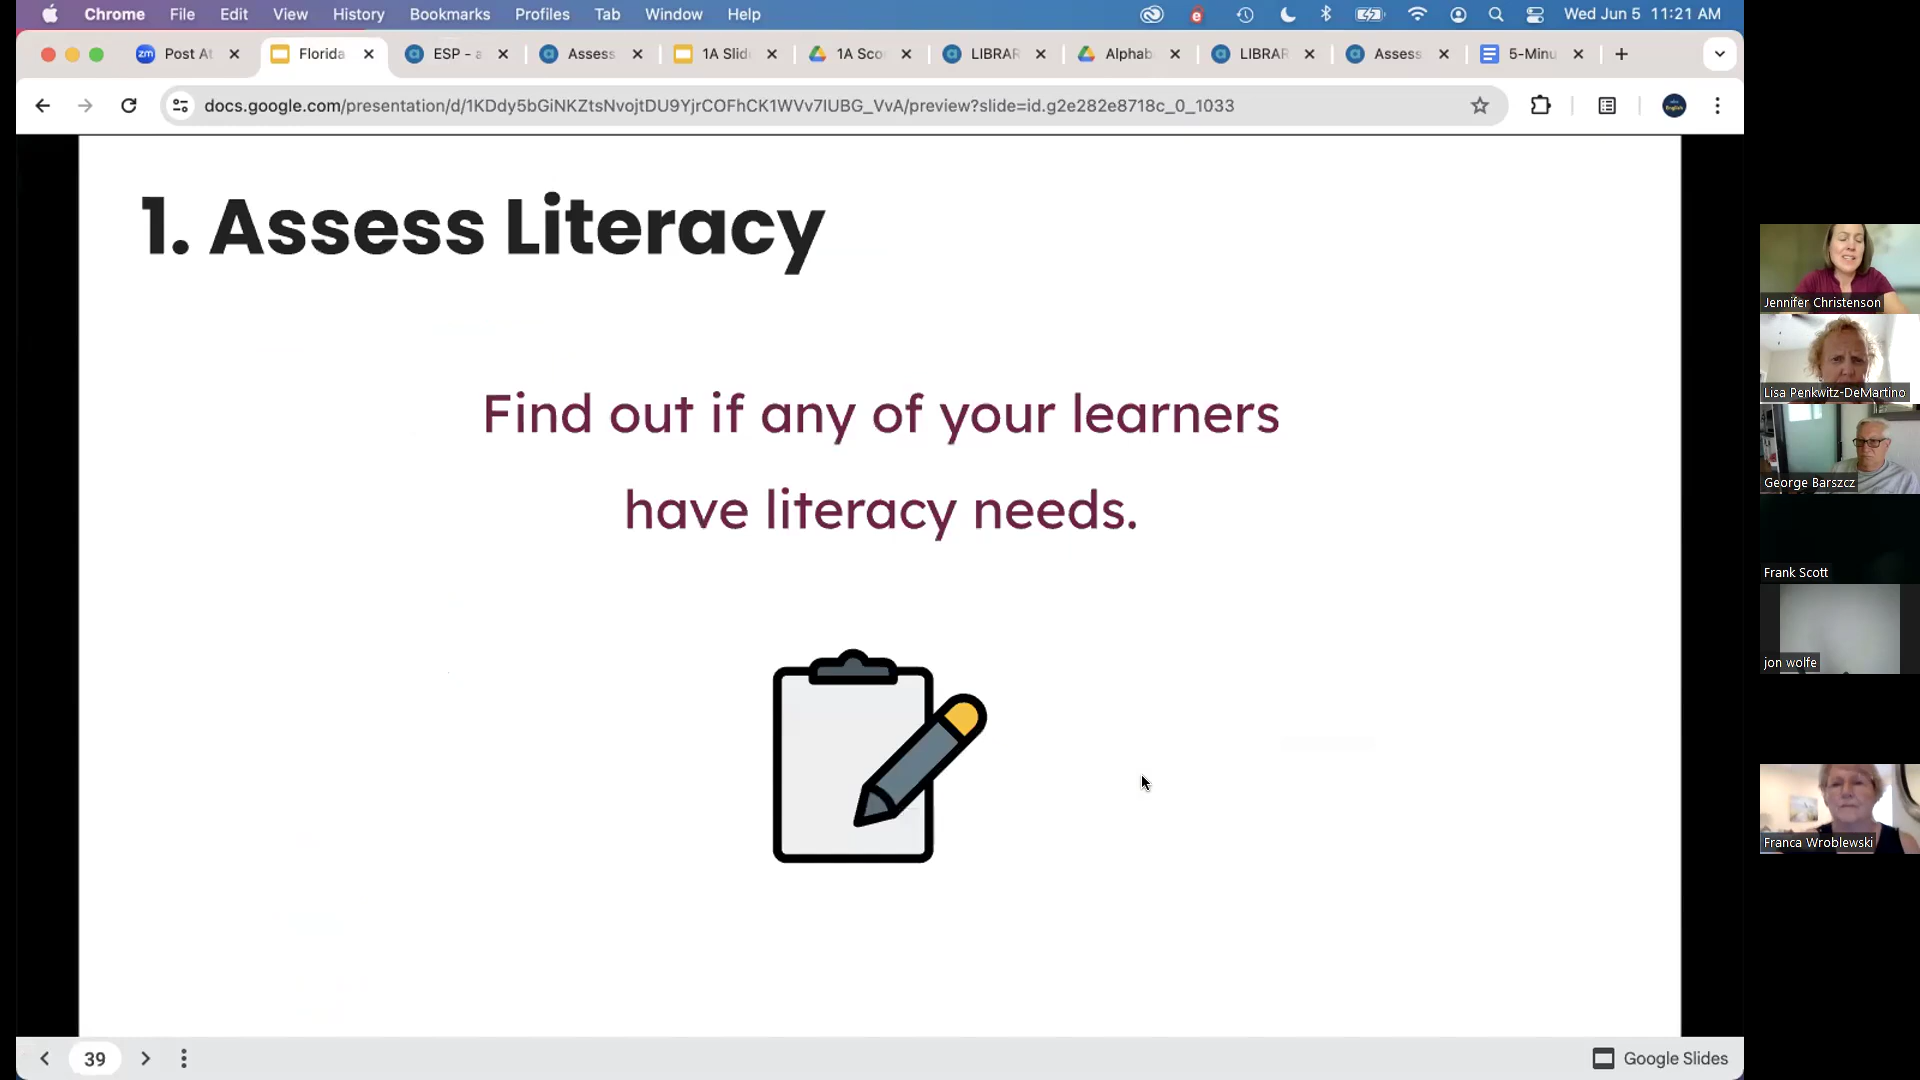 Chrome File Edit View History Bookmarks Profiles Tab Window Help Wed Jun 5 11:21 AM
zm Post At Florida ESP - a Assess 1A Slid 1A Sco LIBRAR Alphab LIBRAR Assess 5-Minu
docs.google.com/presentation/d/1KDdy5bGiNKZtsNvojtDU9YjrCOFhCK1WVv7lUBG_VvA/preview?slide=id.g2e282e8718c_0_1033
1. Assess Literacy
Find out if any of your learners
have literacy needs.
Jennifer Christenson
Lisa Penkwitz-DeMartino
George Barszcz
Frank Scott
jon wolfe
Franca Wroblewski
39 Google Slides